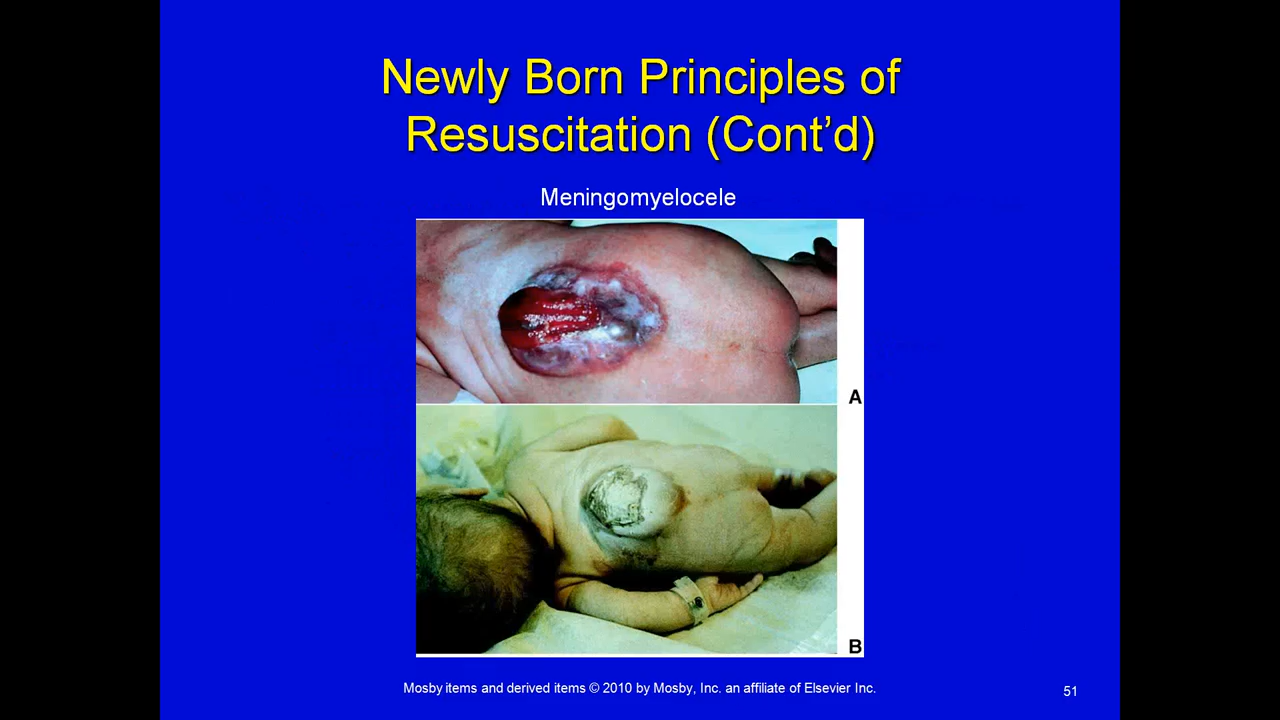 Newly Born Principles of
Resuscitation (Cont’d)
Meningomyelocele
A
B
Mosby items and derived items © 2010 by Mosby, Inc. an affiliate of Elsevier Inc.
51